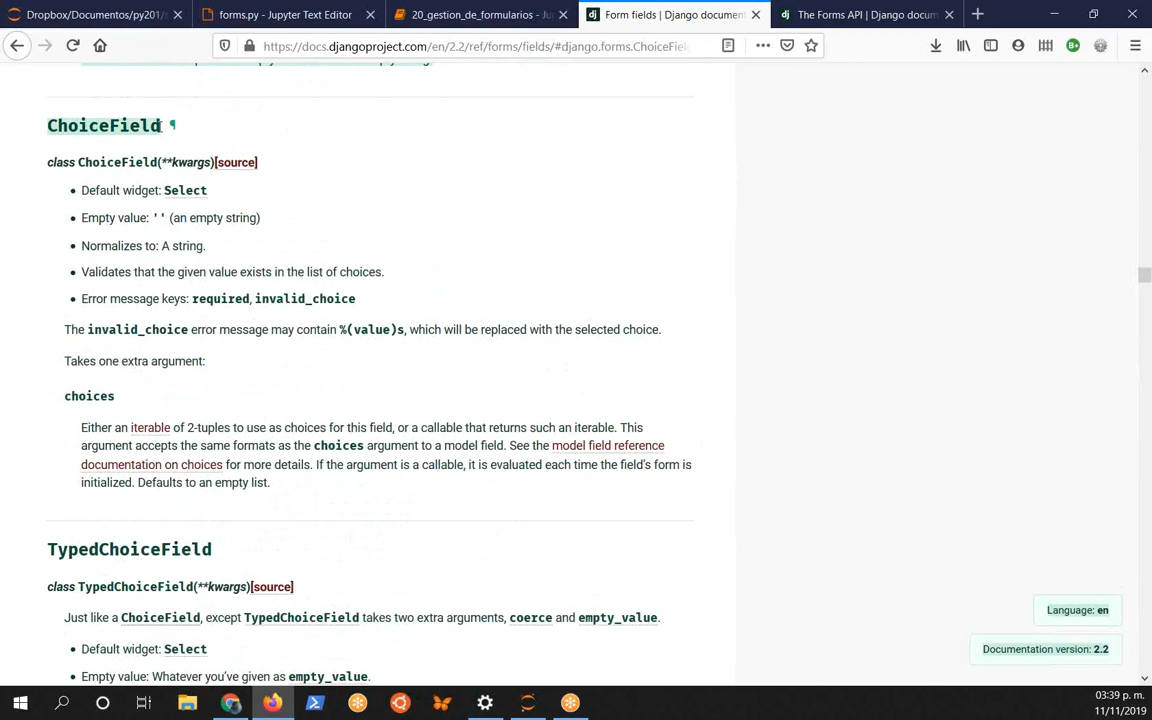 Dropbox/Documentos/py201/
forms.py - Jupyter Text Editor
20_gestion_de_formularios - Ju
Form fields | Django documen
The Forms API | Django docum
https://docs.djangoproject.com/en/2.2/ref/forms/fields/#django.forms.ChoiceFie
ChoiceField ¶
class ChoiceField(**kwargs)[source]
• Default widget: Select
• Empty value: '' (an empty string)
• Normalizes to: A string.
• Validates that the given value exists in the list of choices.
• Error message keys: required, invalid_choice
The invalid_choice error message may contain %(value)s, which will be replaced with the selected choice.
Takes one extra argument:
choices
Either an iterable of 2-tuples to use as choices for this field, or a callable that returns such an iterable. This
argument accepts the same formats as the choices argument to a model field. See the model field reference
documentation on choices for more details. If the argument is a callable, it is evaluated each time the field's form is
initialized. Defaults to an empty list.
TypedChoiceField
class TypedChoiceField(**kwargs)[source]
Just like a ChoiceField, except TypedChoiceField takes two extra arguments, coerce and empty_value.
• Default widget: Select
• Empty value: Whatever you've given as empty_value.
Language: en
Documentation version: 2.2
03:39 p. m.
11/11/2019